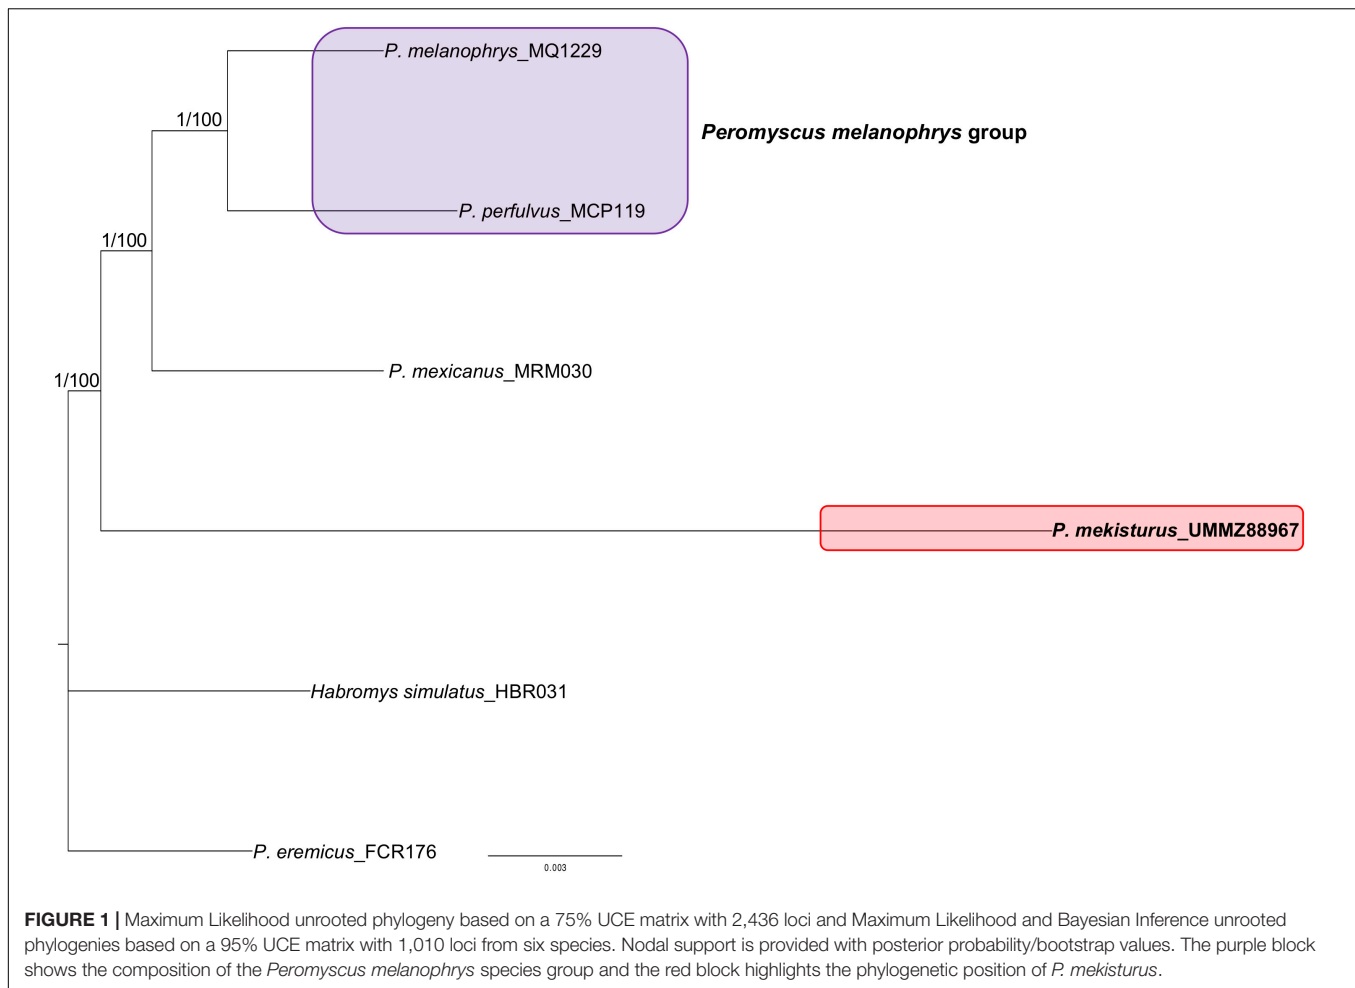 P. melanophrys_MQ1229
1/100
Peromyscus melanophrys group
P. perfulvus_MCP119
1/100
P. mexicanus_MRM030
1/100
P. mekisturus_UMMZ88967
Habromys simulatus_HBR031
P. eremicus_FCR176
0.003
FIGURE 1 | Maximum Likelihood unrooted phylogeny based on a 75% UCE matrix with 2,436 loci and Maximum Likelihood and Bayesian Inference unrooted
phylogenies based on a 95% UCE matrix with 1,010 loci from six species. Nodal support is provided with posterior probability/bootstrap values. The purple block
shows the composition of the Peromyscus melanophrys species group and the red block highlights the phylogenetic position of P. mekisturus.